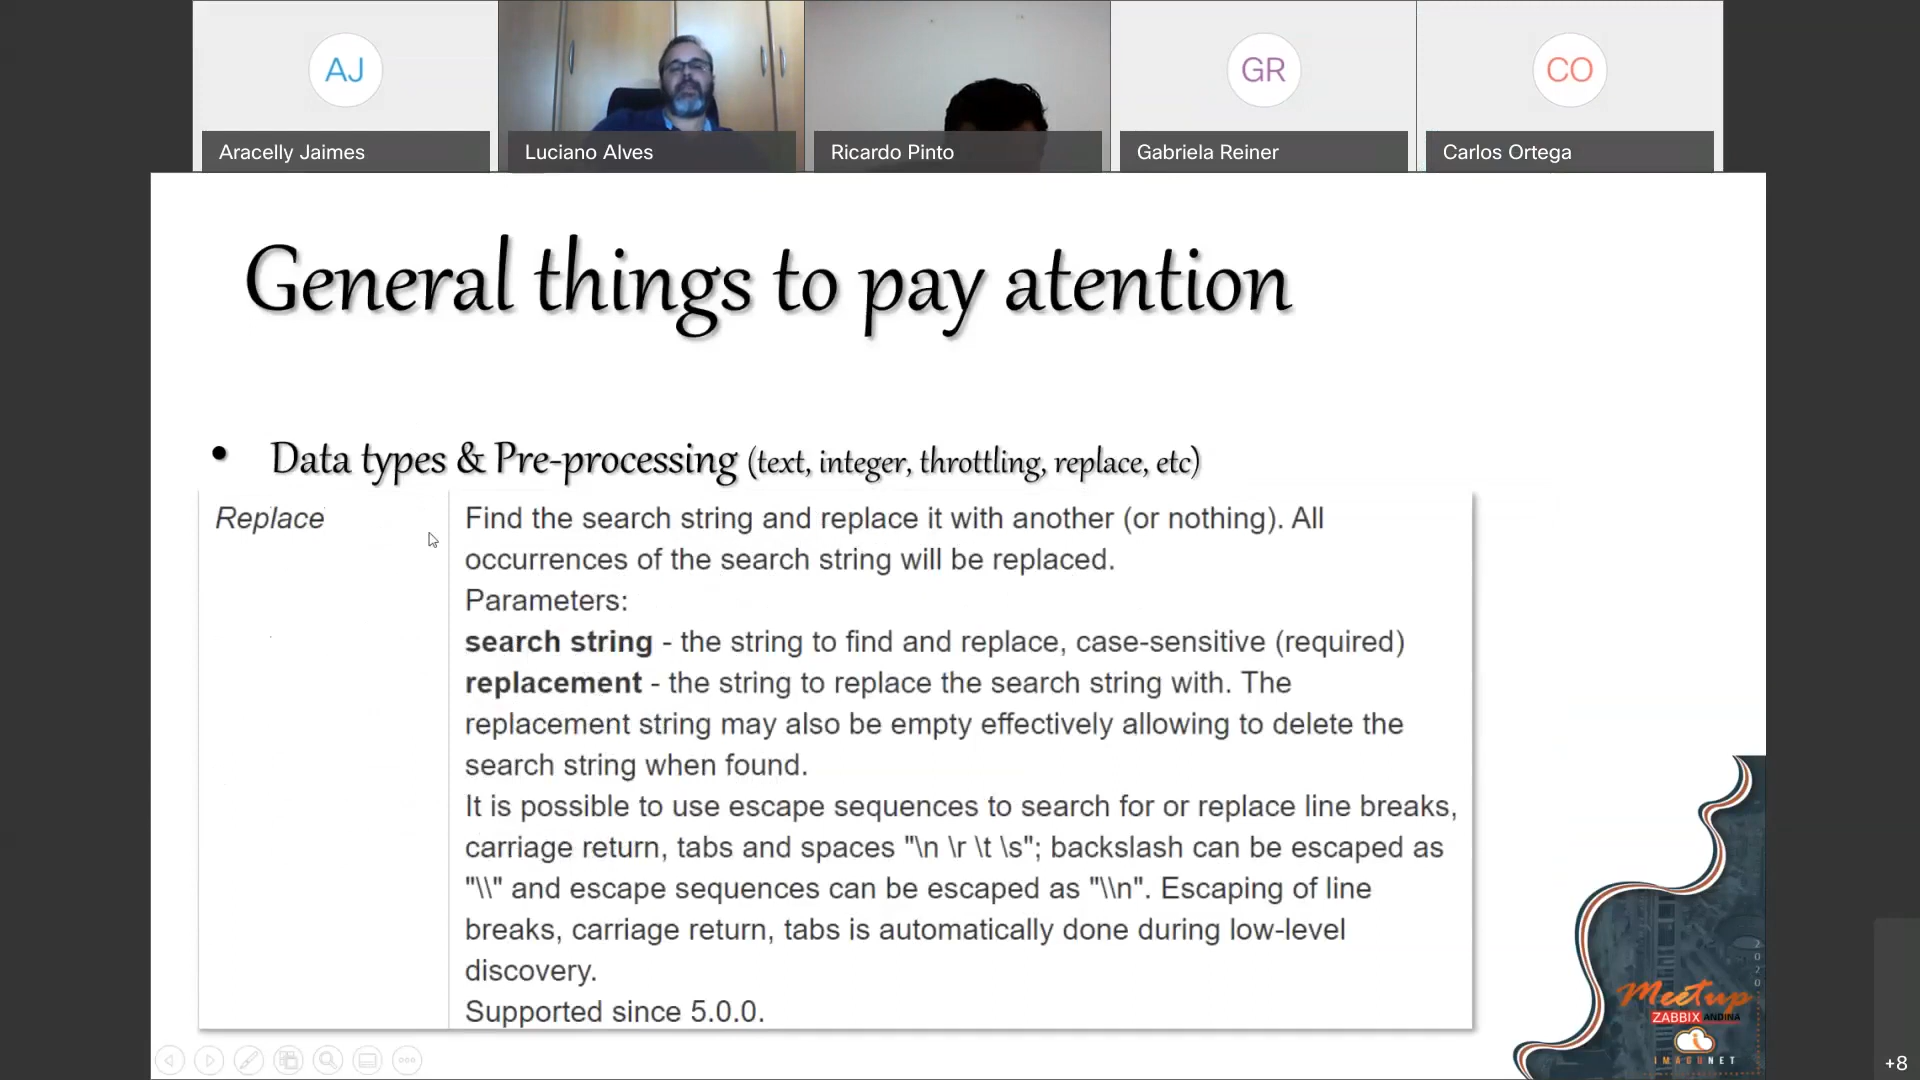 AJ
GR
CO
Aracelly Jaimes
Luciano Alves
Ricardo Pinto
Gabriela Reiner
Carlos Ortega
General things to pay atention
• Data types & Pre-processing (text, integer, throttling, replace, etc)
Replace
Find the search string and replace it with another (or nothing). All
occurrences of the search string will be replaced.
Parameters:
search string - the string to find and replace, case-sensitive (required)
replacement - the string to replace the search string with. The
replacement string may also be empty effectively allowing to delete the
search string when found.
It is possible to use escape sequences to search for or replace line breaks,
carriage return, tabs and spaces "\n \r \t \s"; backslash can be escaped as
"\\" and escape sequences can be escaped as "\\n". Escaping of line
breaks, carriage return, tabs is automatically done during low-level
discovery.
Supported since 5.0.0.
2020
Meetup
ZABBIX ANDINA
IMAGUNET
+8